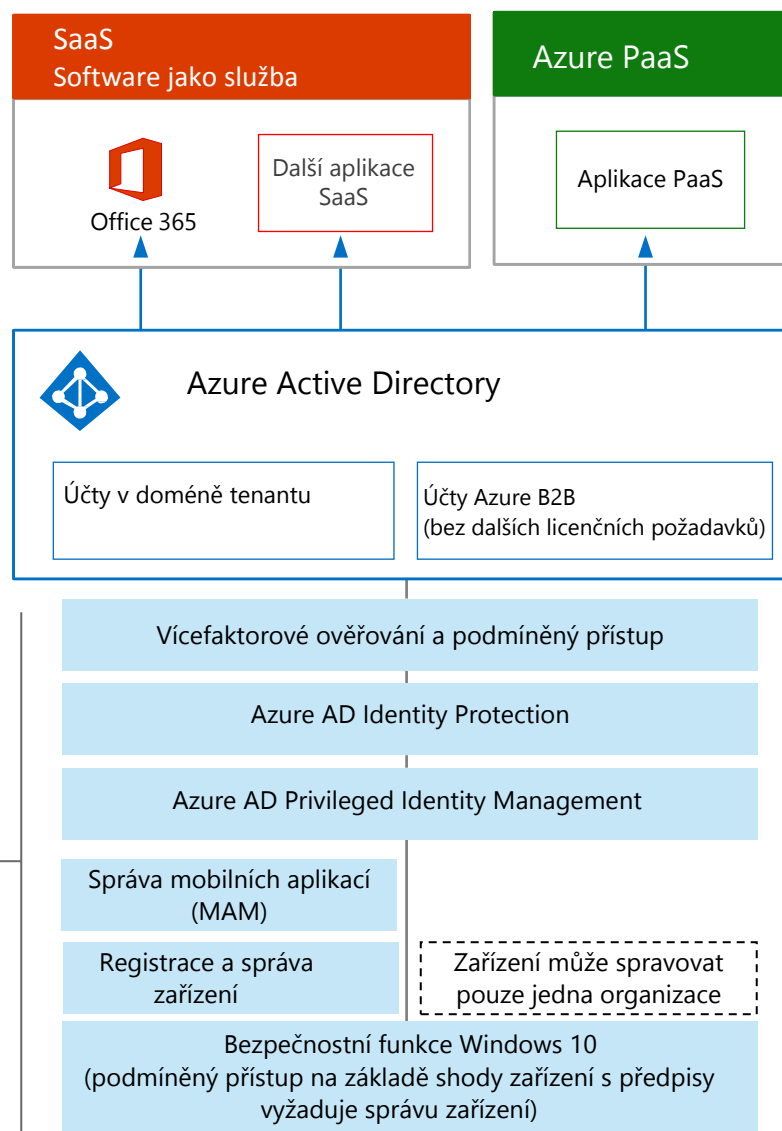 SaaS
Software jako služba
Azure PaaS
Office 365
Další aplikace
SaaS
Aplikace PaaS
Azure Active Directory
Účty v doméně tenantu
Účty Azure B2B
(bez dalších licenčních požadavků)
Vícefaktorové ověřování a podmíněný přístup
Azure AD Identity Protection
Azure AD Privileged Identity Management
Správa mobilních aplikací
(MAM)
Registrace a správa
zařízení
Zařízení může spravovat
pouze jedna organizace
Bezpečnostní funkce Windows 10
(podmíněný přístup na základě shody zařízení s předpisy
vyžaduje správu zařízení)